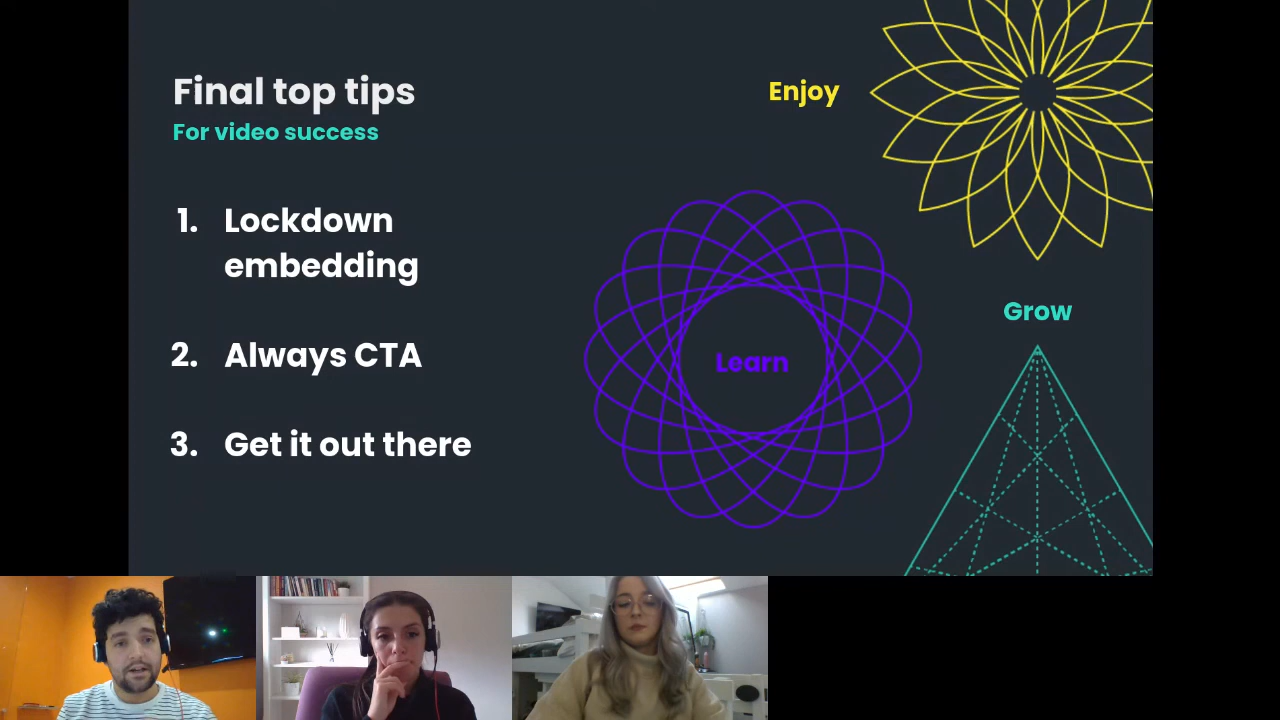 Final top tips
For video success
1. Lockdown
embedding
2. Always CTA
3. Get it out there
Enjoy
Learn
Grow